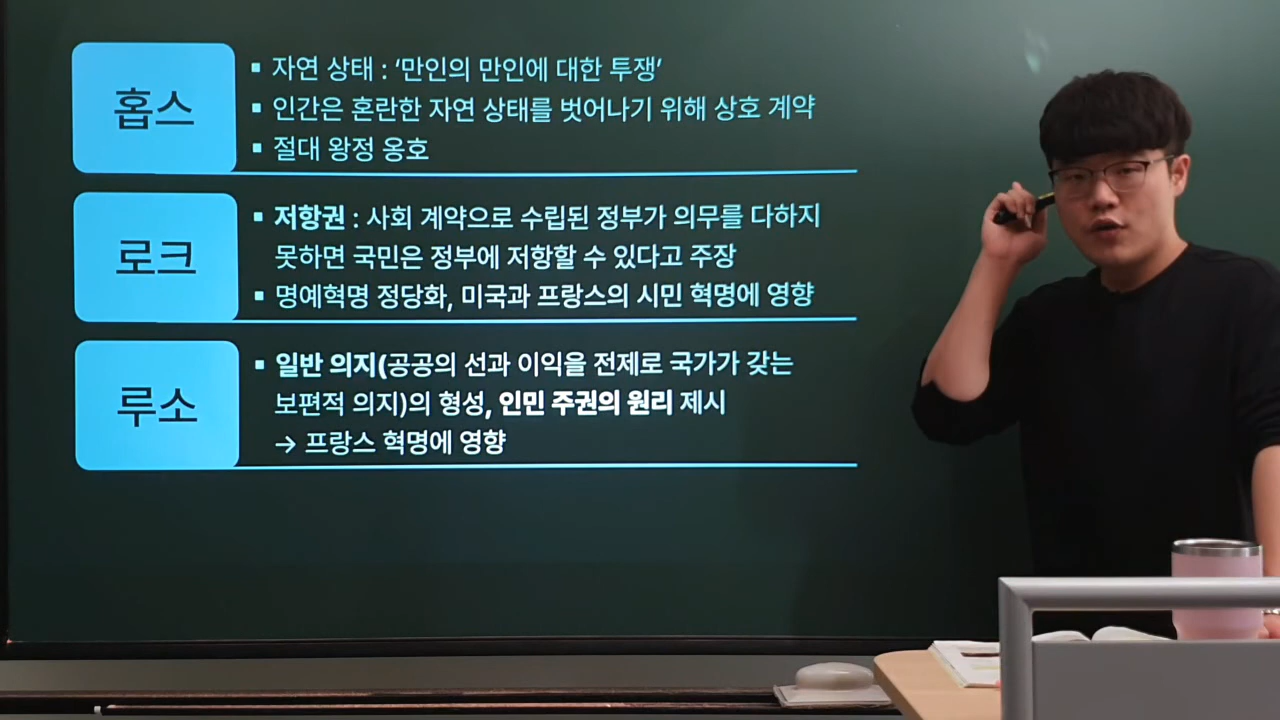 홉스
▪ 자연 상태 : ‘만인의 만인에 대한 투쟁’
▪ 인간은 혼란한 자연 상태를 벗어나기 위해 상호 계약
▪ 절대 왕정 옹호
로크
▪ 저항권 : 사회 계약으로 수립된 정부가 의무를 다하지
못하면 국민은 정부에 저항할 수 있다고 주장
▪ 명예혁명 정당화, 미국과 프랑스의 시민 혁명에 영향
루소
▪ 일반 의지(공공의 선과 이익을 전제로 국가가 갖는
보편적 의지)의 형성, 인민 주권의 원리 제시
→ 프랑스 혁명에 영향